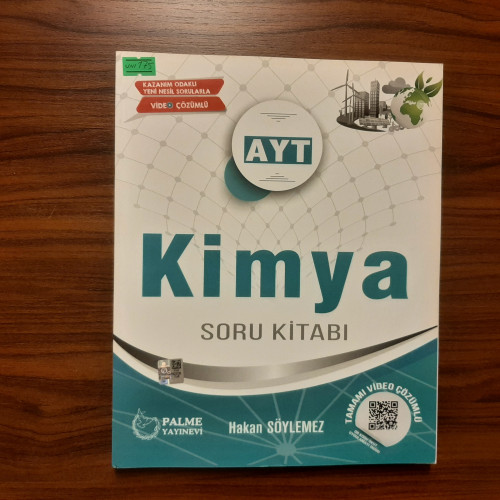 KAZANIM ODAKLI
YENİ NESİL SORULARLA
VİDEO ÇÖZÜMLÜ
AYT
Kimya
SORU KİTABI
PALME
YAYINEVİ
Hakan SÖYLEMEZ
TAMAMI VİDEO ÇÖZÜMLÜ